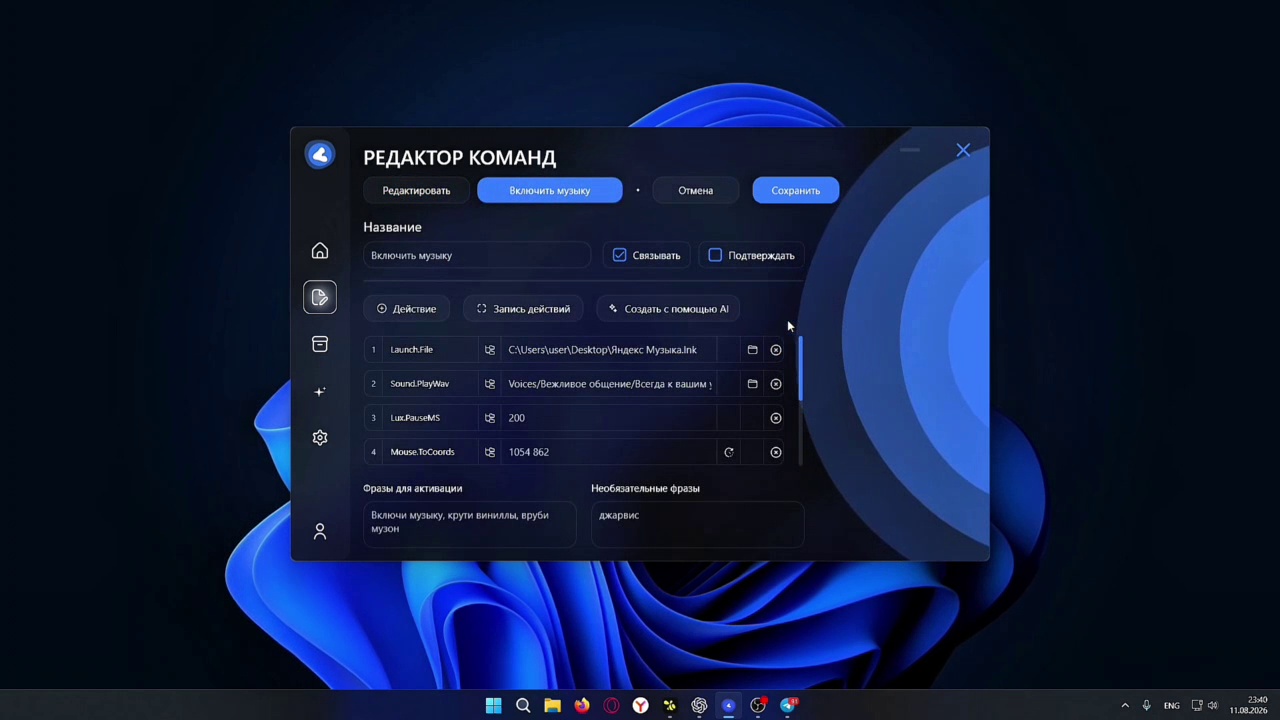 РЕДАКТОР КОМАНД
Редактировать
Включить музыку
Отмена
Сохранить
Название
Включить музыку
Связывать
Подтверждать
Действие
Запись действий
Создать с помощью AI
1 Launch.File C:\Users\user\Desktop\Яндекс Музыка.lnk
2 Sound.PlayWav Voices/Вежливое общение/Всегда к вашим
3 Lux.PauseMS 200
4 Mouse.ToCoords 1054 862
Фразы для активации
Включи музыку, крути виниллы, вруби
музон
Необязательные фразы
джарвис
ENG
23:40
11.08.2026